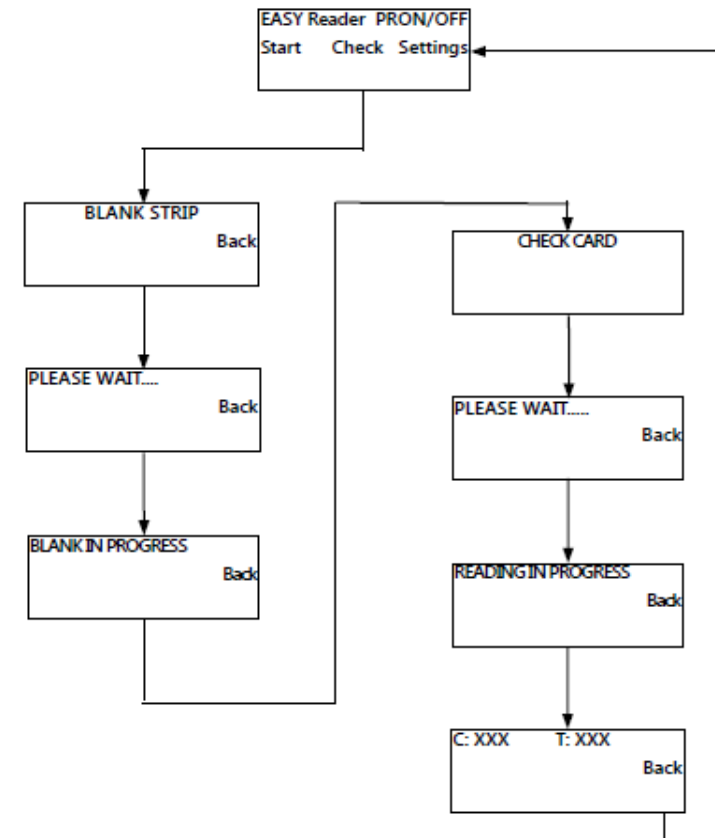 EASY Reader PRON/OFF
Start Check Settings
BLANK STRIP
Back
PLEASE WAIT....
Back
BLANK IN PROGRESS
Back
CHECK CARD
PLEASE WAIT.....
Back
READING IN PROGRESS
Back
C: XXX T: XXX
Back